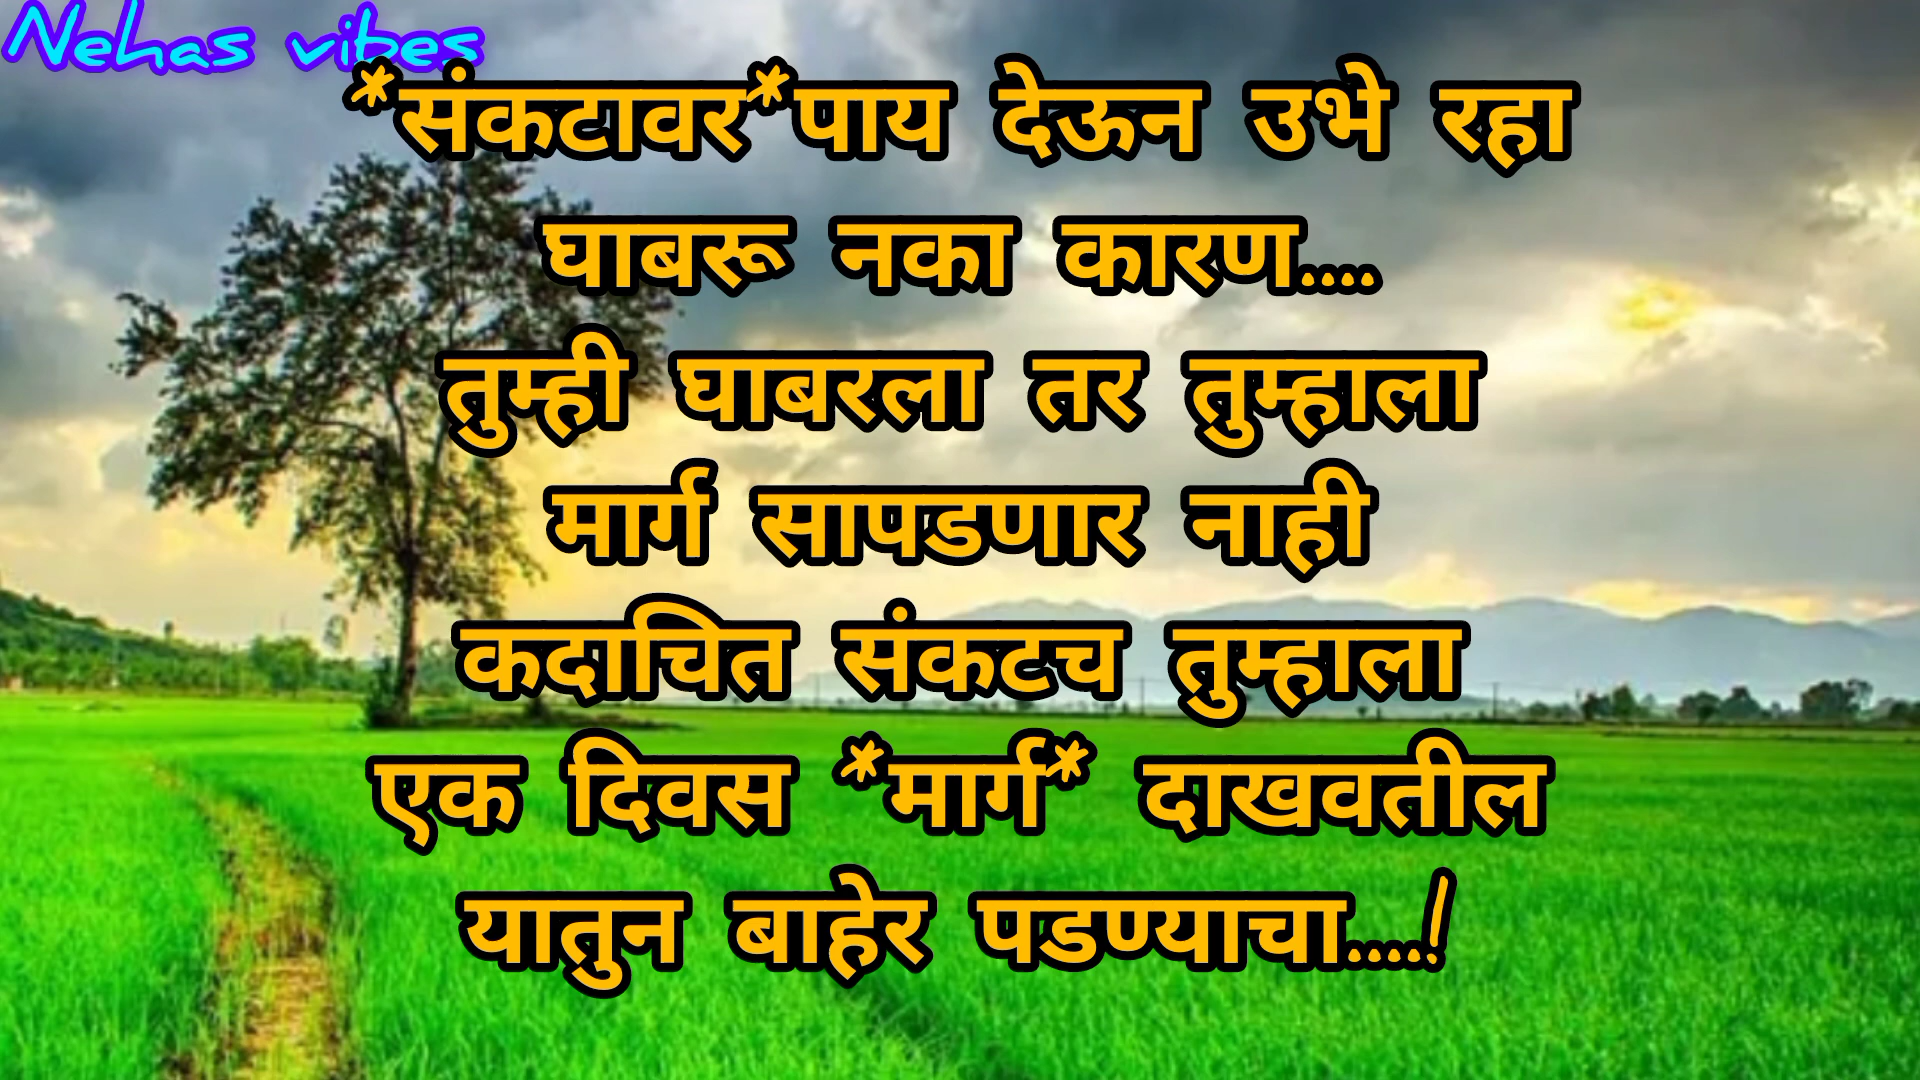 Nehas vibes
*संकटावर*पाय देऊन उभे रहा
घाबरू नका कारण....
तुम्ही घाबरला तर तुम्हाला
मार्ग सापडणार नाही
कदाचित संकटच तुम्हाला
एक दिवस *मार्ग* दाखवतील
यातुन बाहेर पडण्याचा....!